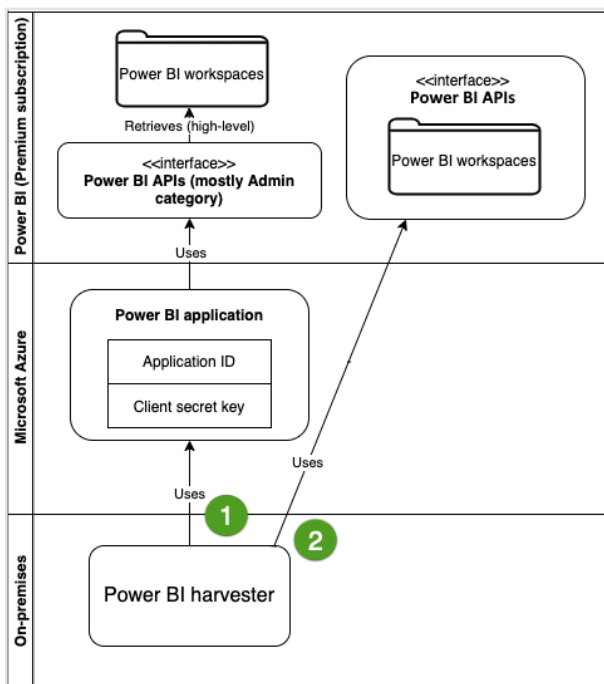 Power BI (Premium subscription)
Power BI workspaces
Retrieves (high-level)
<<interface>>
Power BI APIs (mostly Admin
category)
<<interface>>
Power BI APIs
Power BI workspaces
Uses
Microsoft Azure
Power BI application
Application ID
Client secret key
Uses
Uses
1
2
On-premises
Power BI harvester